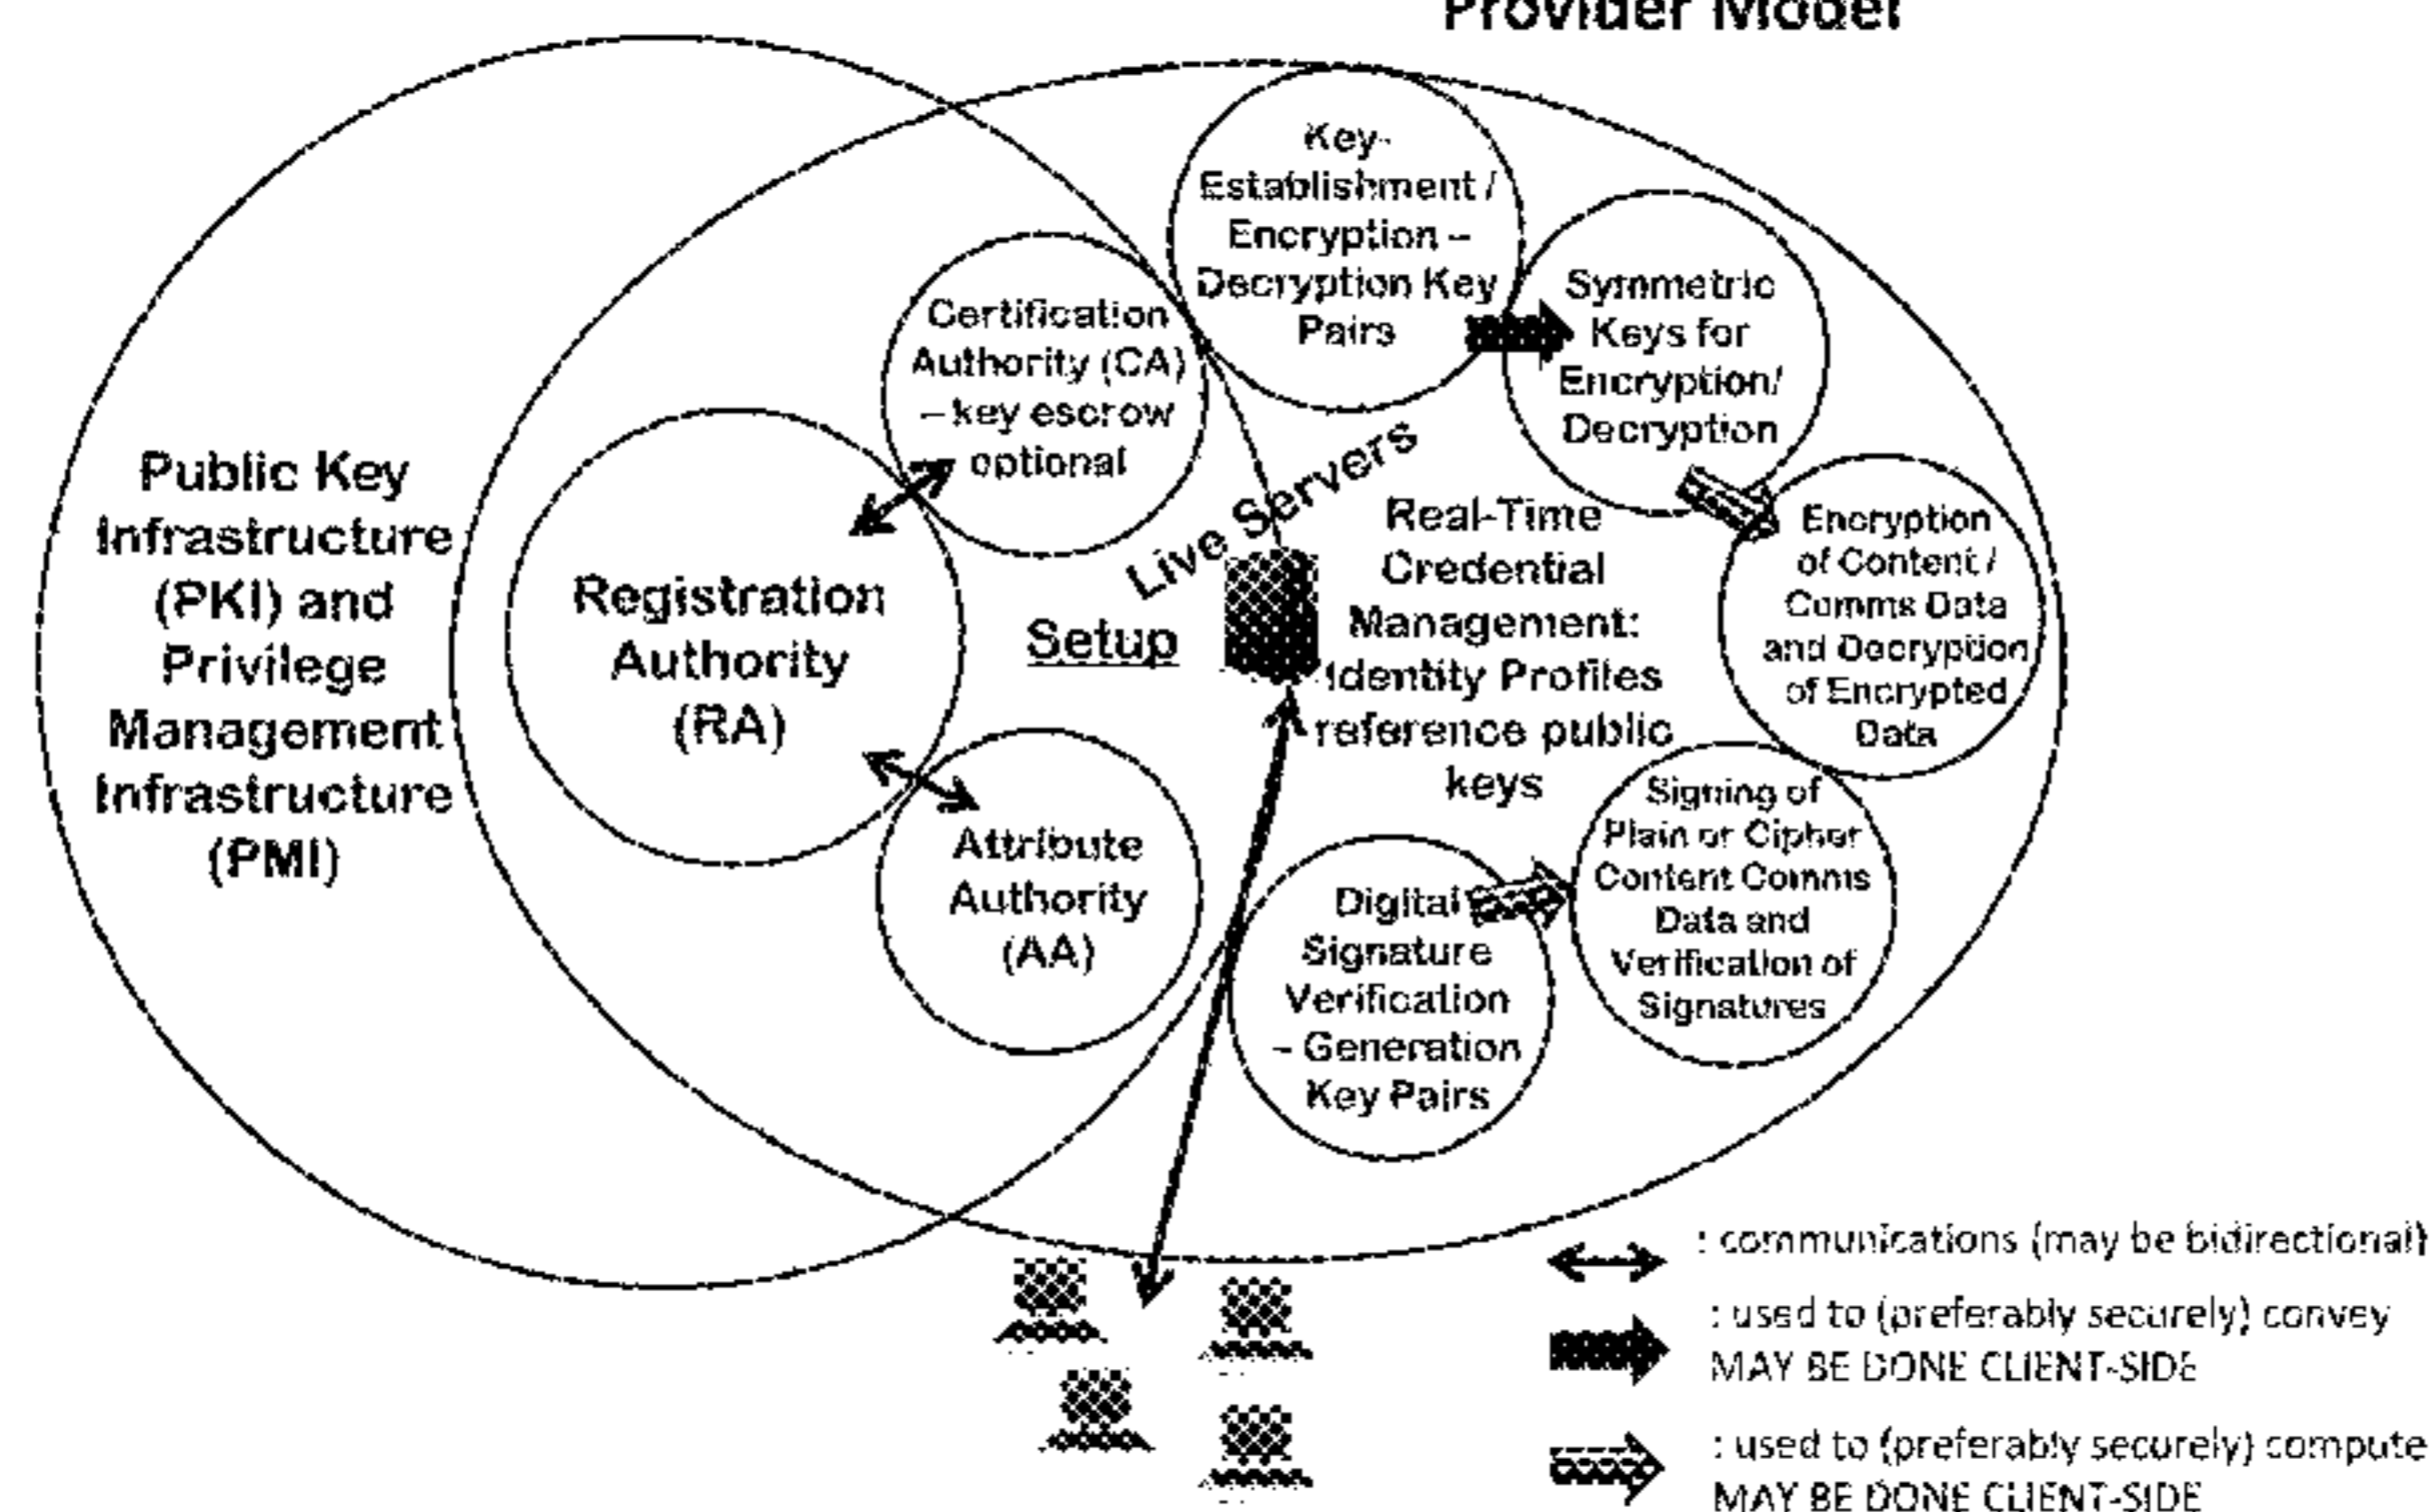 Provider Model
Public Key
Infrastructure
(PKI) and
Privilege
Management
Infrastructure
(PMI)
Registration
Authority
(RA)
Certification
Authority (CA)
– key escrow
optional
Attribute
Authority
(AA)
Setup
Live Servers
Key-
Establishment /
Encryption –
Decryption Key
Pairs
Symmetric
Keys for
Encryption/
Decryption
Encryption
of Content /
Comms Data
and Decryption
of Encrypted
Data
Real-Time
Credential
Management:
Identity Profiles
reference public
keys
Digital
Signature
Verification
– Generation
Key Pairs
Signing of
Plain or Cipher
Content Comms
Data and
Verification of
Signatures
: communications (may be bidirectional)
: used to (preferably securely) convey
MAY BE DONE CLIENT-SIDE
: used to (preferably securely) compute
MAY BE DONE CLIENT-SIDE